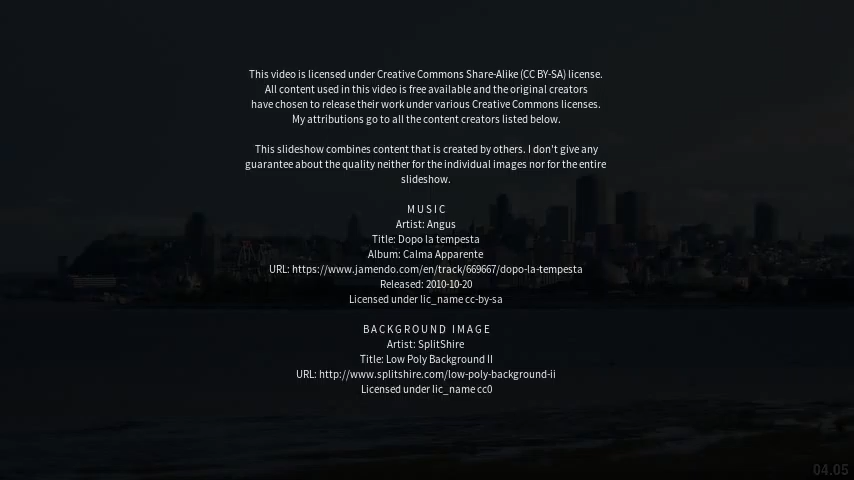 This video is licensed under Creative Commons Share-Alike (CC BY-SA) license.
All content used in this video is free available and the original creators
have chosen to release their work under various Creative Commons licenses.
My attributions go to all the content creators listed below.
This slideshow combines content that is created by others. I don't give any
guarantee about the quality neither for the individual images nor for the entire
slideshow.
MUSIC
Artist: Angus
Title: Dopo la tempesta
Album: Calma Apparente
URL: https://www.jamendo.com/en/track/669667/dopo-la-tempesta
Released: 2010-10-20
Licensed under lic_name cc-by-sa
BACKGROUND IMAGE
Artist: SplitShire
Title: Low Poly Background II
URL: http://www.splitshire.com/low-poly-background-ii
Licensed under lic_name cc0
04.05